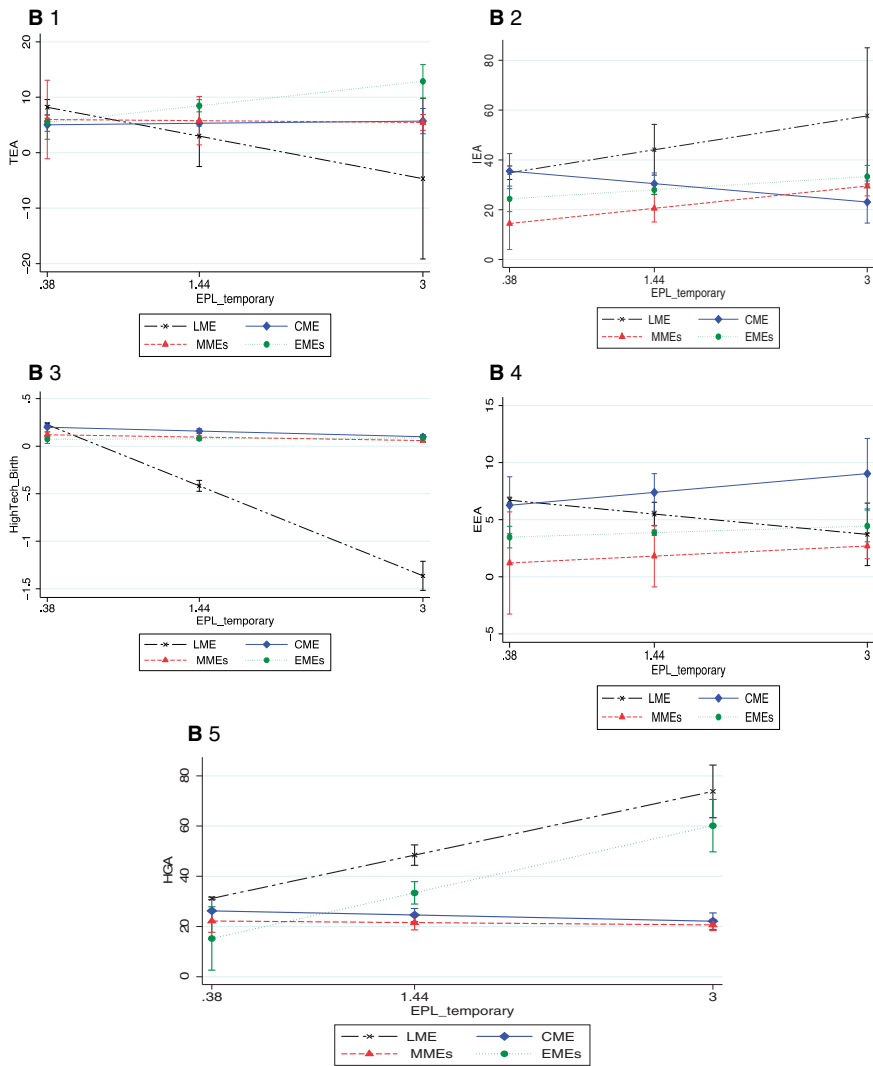 B 1
B 2
20
10
0
−10
−20
TEA
.38
1.44
3
EPL_temporary
LME
CME
MMEs
EMEs
80
60
40
20
0
IEA
.38
1.44
3
EPL_temporary
LME
CME
MMEs
EMEs
B 3
B 4
.5
0
−.5
−1
−1.5
HighTech_Birth
.38
1.44
3
EPL_temporary
LME
CME
MMEs
EMEs
15
10
5
0
−5
EEA
.38
1.44
3
EPL_temporary
LME
CME
MMEs
EMEs
B 5
80
60
40
20
0
HGA
.38
1.44
3
EPL_temporary
LME
CME
MMEs
EMEs